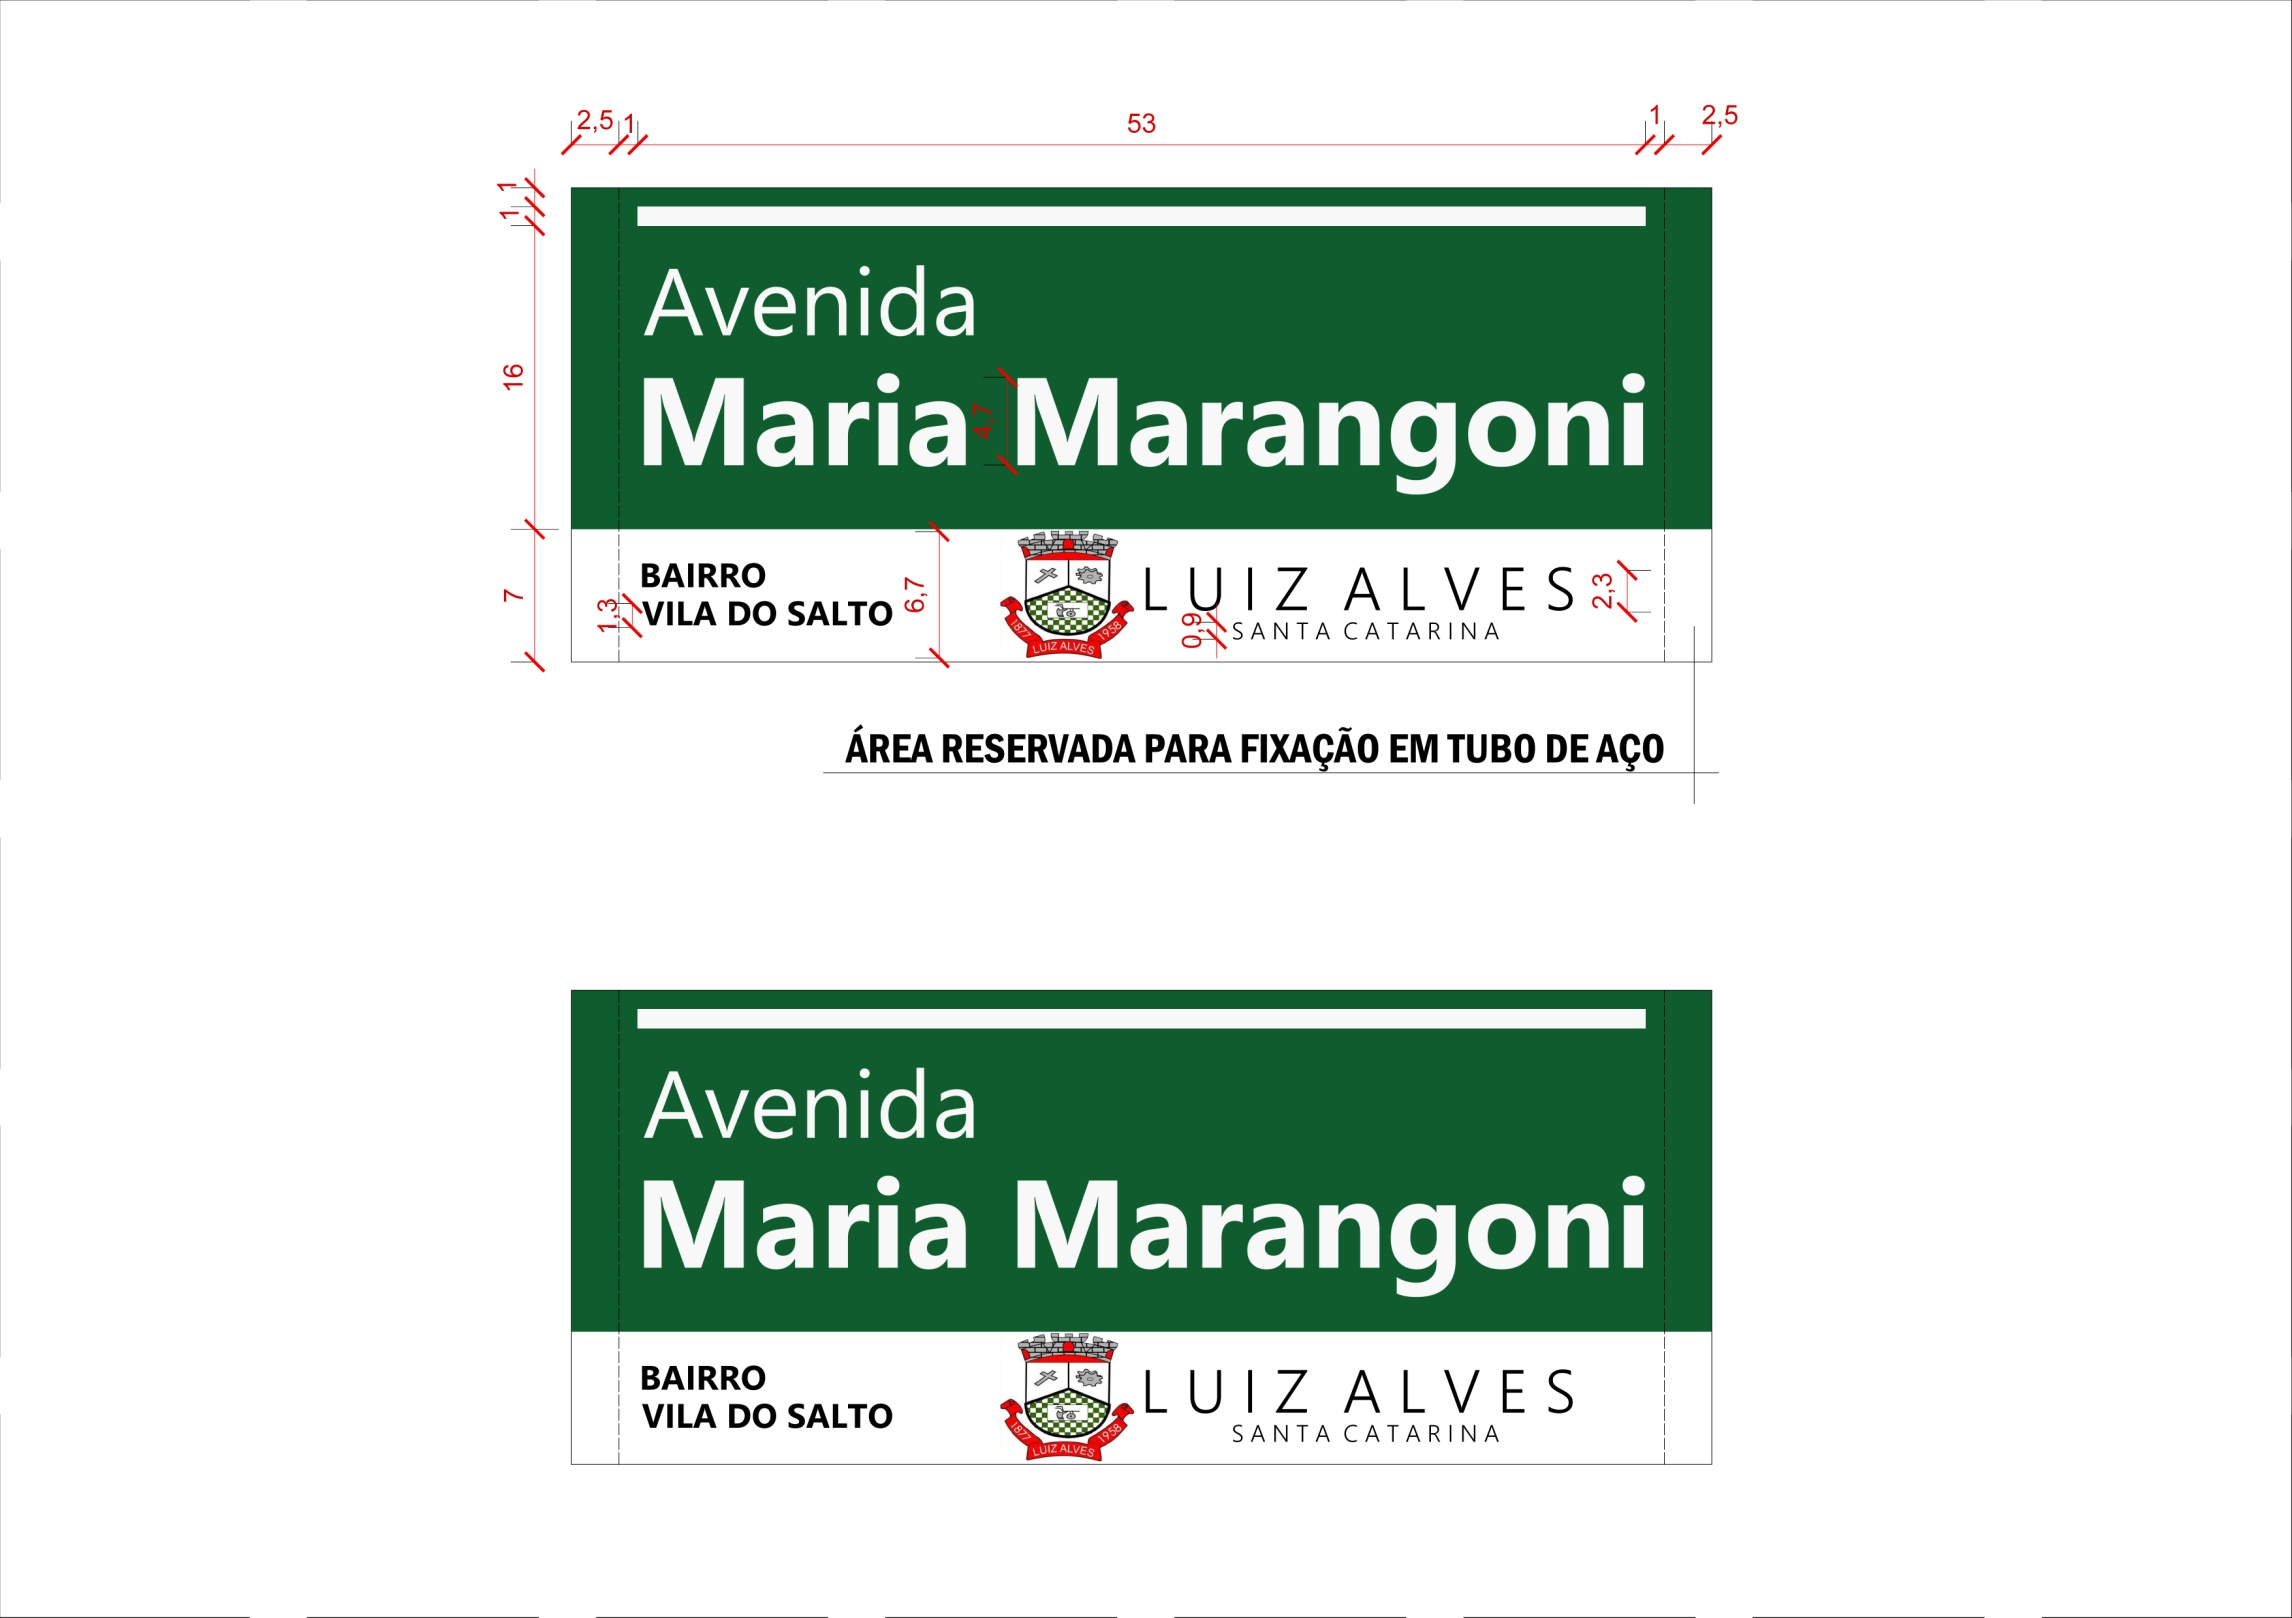 2,5 1 53 1 2,5
1
1
16
7
Avenida
Maria Marangoni
4,7
BAIRRO
VILA DO SALTO
1,3
6,7
1877 LUIZ ALVES 1958
LUIZ ALVES
SANTA CATARINA
0,9
2,3
ÁREA RESERVADA PARA FIXAÇÃO EM TUBO DE AÇO
Avenida
Maria Marangoni
BAIRRO
VILA DO SALTO
1877 LUIZ ALVES 1958
LUIZ ALVES
SANTA CATARINA